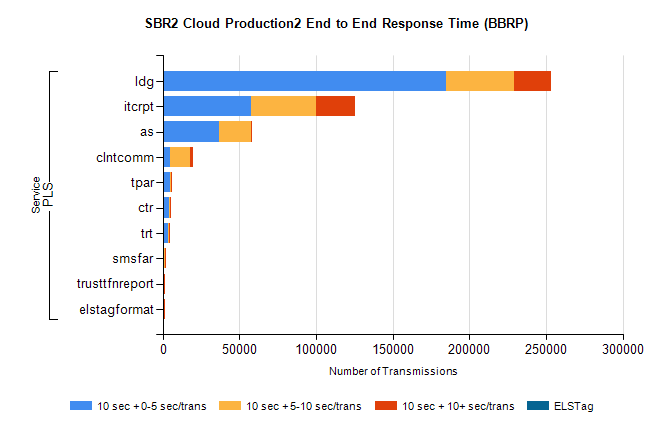 SBR2 Cloud Production2 End to End Response Time (BBRP)
Service
PLS
ldg
itcrpt
as
clntcomm
tpar
ctr
trt
smsfar
trusttfnreport
elstagformat
0 50000 100000 150000 200000 250000 300000
Number of Transmissions
10 sec +0-5 sec/trans 10 sec +5-10 sec/trans 10 sec + 10+ sec/trans ELSTag